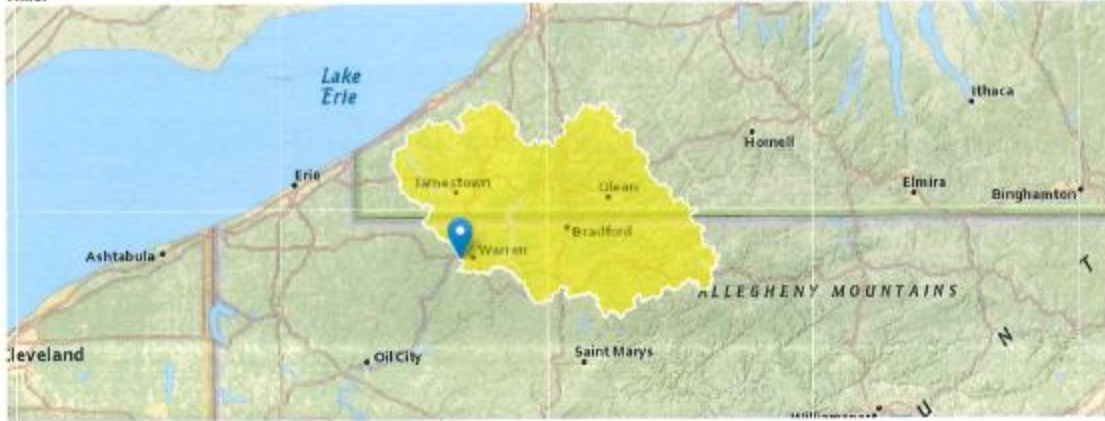 Lake
Erie
Ithaca
Hornell
Erie
Jamestown
Olean
Elmira
Binghamton
Bradford
Warren
Ashtabula
ALLEGHENY MOUNTAINS
T
N
Cleveland
Oil City
Saint Marys
U